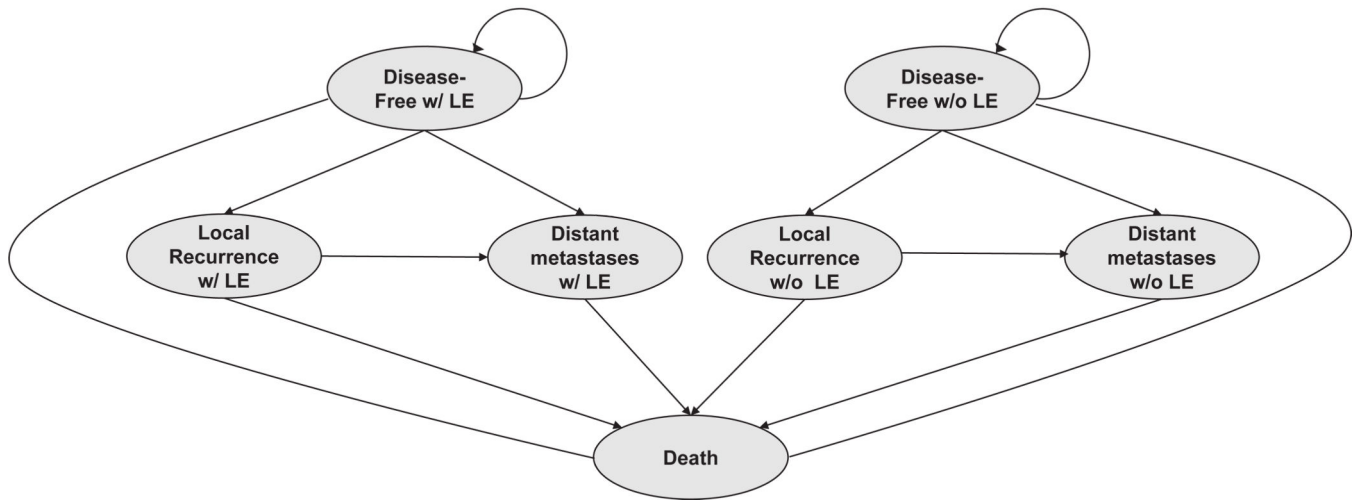 Disease-
Free w/ LE
Disease-
Free w/o LE
Local
Recurrence
w/ LE
Distant
metastases
w/ LE
Local
Recurrence
w/o  LE
Distant
metastases
w/o LE
Death